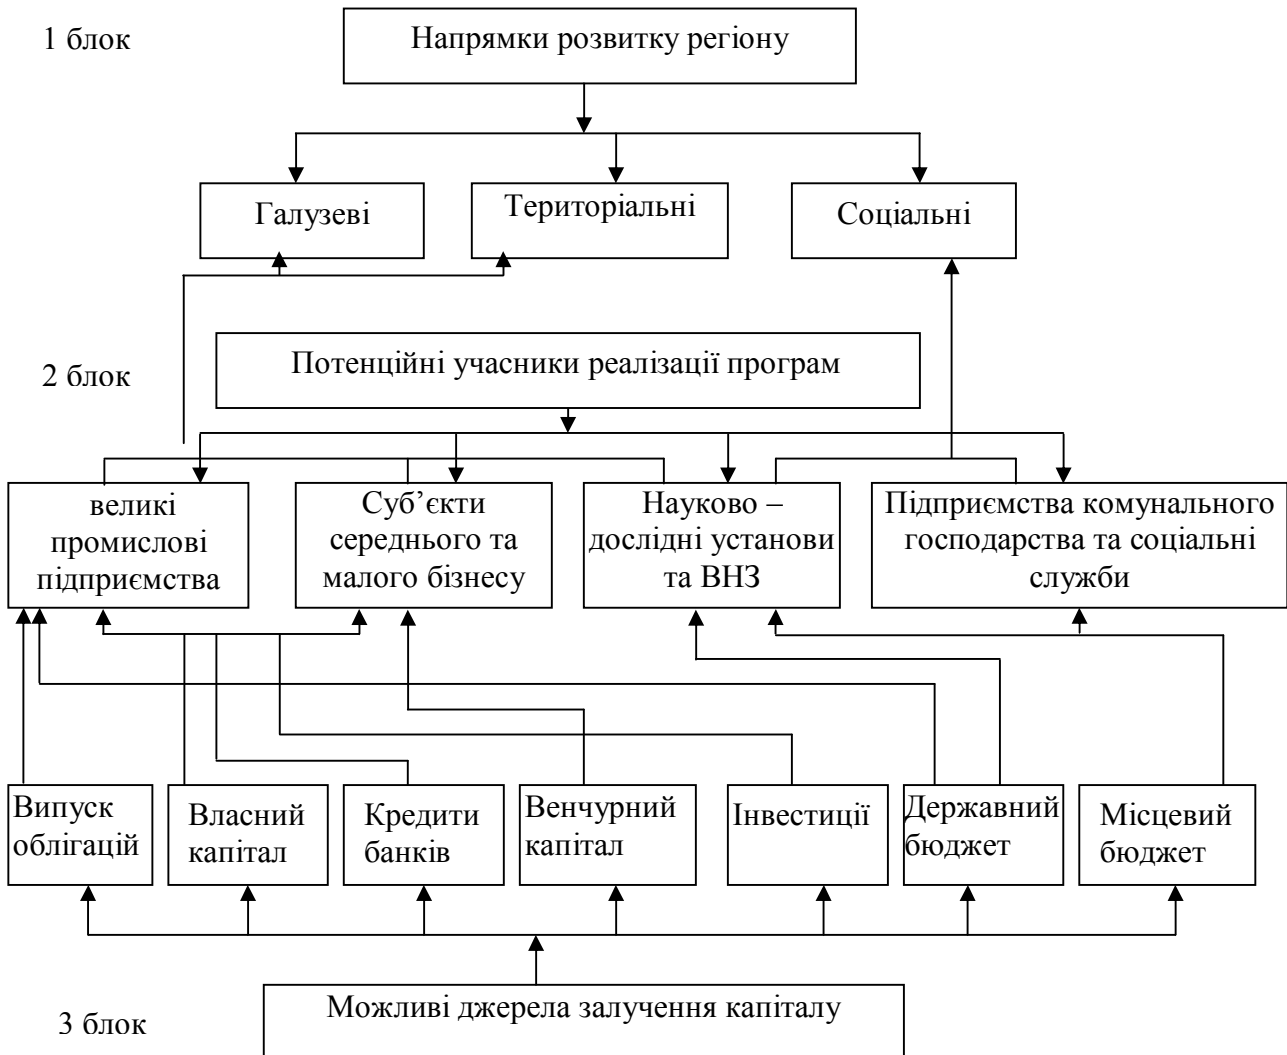 1 блок
Напрямки розвитку регіону
Галузеві
Територіальні
Соціальні
2 блок
Потенційні учасники реалізації програм
великі
промислові
підприємства
Суб’єкти
середнього та
малого бізнесу
Науково –
дослідні установи
та ВНЗ
Підприємства комунального
господарства та соціальні
служби
Випуск
облігацій
Власний
капітал
Кредити
банків
Венчурний
капітал
Інвестиції
Державний
бюджет
Місцевий
бюджет
Можливі джерела залучення капіталу
3 блок